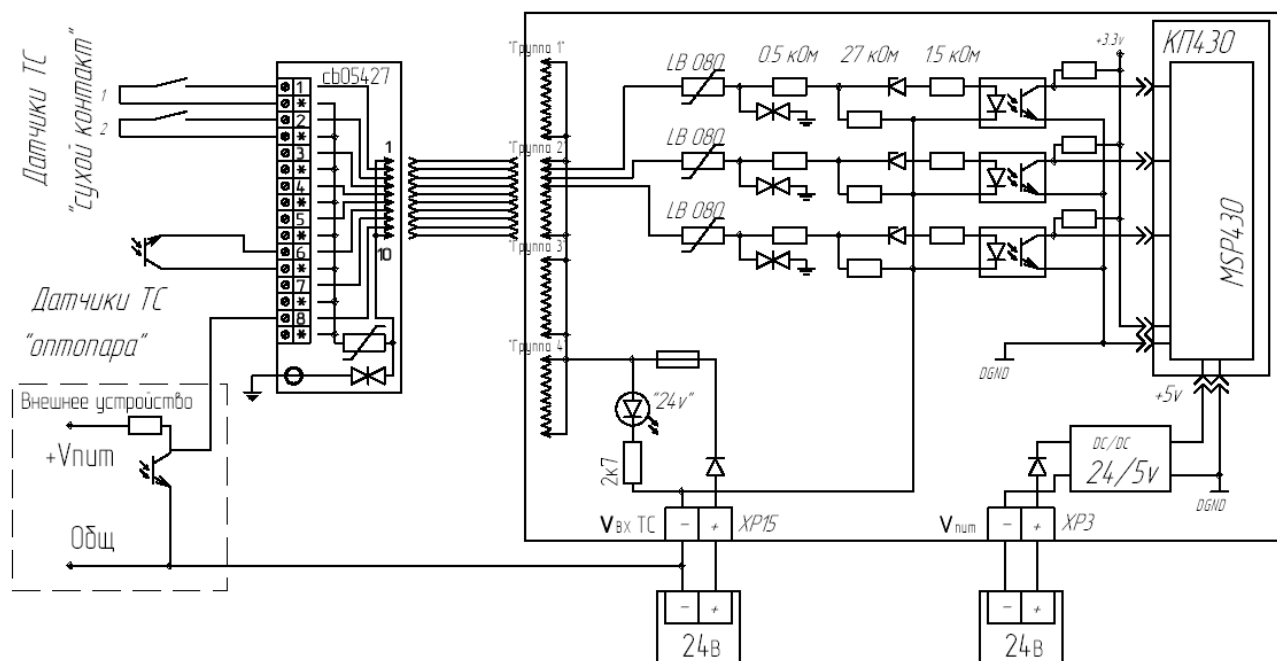 Датчики ТС
"сухой контакт"
1
2
cb05427
1
*
2
*
3
*
4
*
5
*
6
*
7
*
8
*
1
10
Датчики ТС
"оптопара"
Внешнее устройство
+Vпит
Общ
"Группа 1"
"Группа 2"
"Группа 3"
"Группа 4"
LB 080
0.5 кОм
27 кОм
1.5 кОм
LB 080
LB 080
+3.3v
КП430
MSP430
DGND
+5v
"24v"
2к7
DC/DC
24/5v
DGND
Vвх ТС
- +
XP15
Vпит
- +
XP3
- +
24в
- +
24в